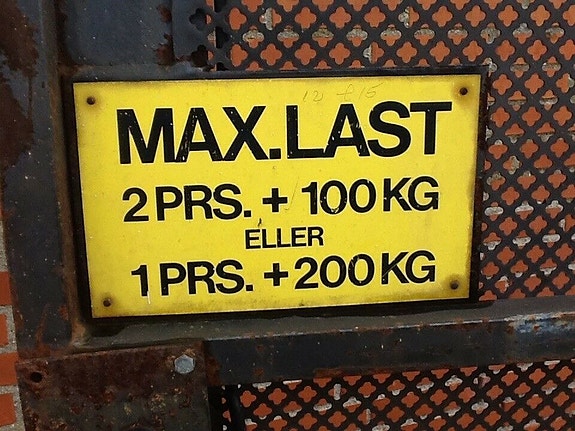 MAX.LAST
2 PRS. + 100 KG
ELLER
1 PRS. + 200 KG